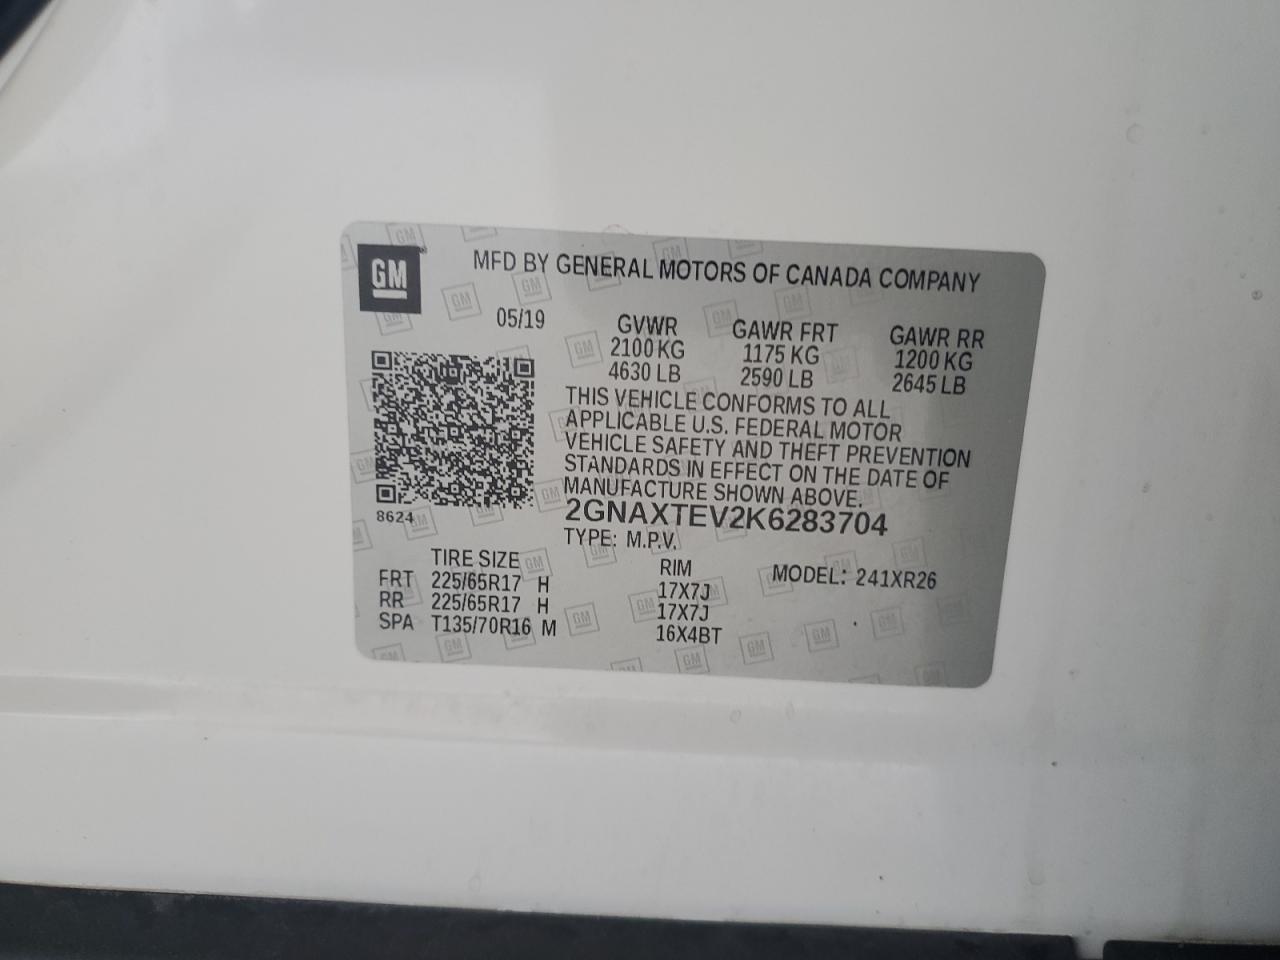 GM
MFD BY GENERAL MOTORS OF CANADA COMPANY
05/19
GVWR GAWR FRT GAWR RR
2100 KG 1175 KG 1200 KG
4630 LB 2590 LB 2645 LB
THIS VEHICLE CONFORMS TO ALL
APPLICABLE U.S. FEDERAL MOTOR
VEHICLE SAFETY AND THEFT PREVENTION
STANDARDS IN EFFECT ON THE DATE OF
MANUFACTURE SHOWN ABOVE.
8624
2GNAXTEV2K6283704
TYPE: M.P.V.
TIRE SIZE RIM MODEL: 241XR26
FRT 225/65R17 H 17X7J
RR 225/65R17 H 17X7J
SPA T135/70R16 M 16X4BT